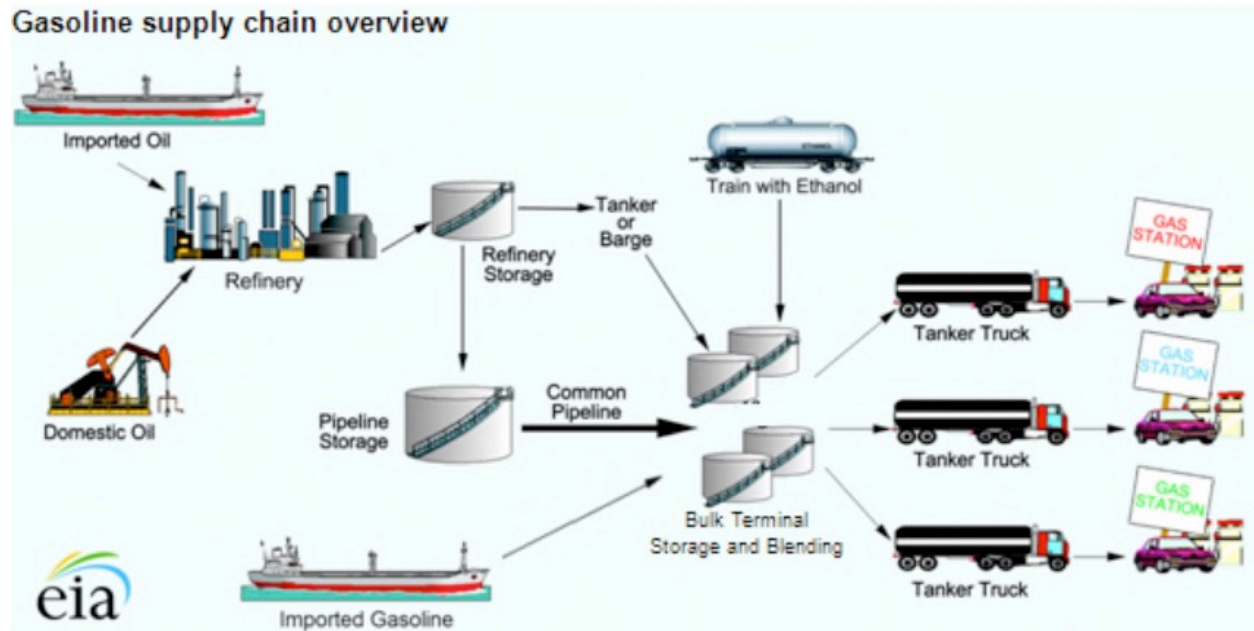 Gasoline supply chain overview
Imported Oil
Refinery
Domestic Oil
Refinery
Storage
Tanker
or
Barge
ETHANOL
Train with Ethanol
Pipeline
Storage
Common
Pipeline
Imported Gasoline
Bulk Terminal
Storage and Blending
Tanker Truck
GAS
STATION
Tanker Truck
GAS
STATION
Tanker Truck
GAS
STATION
eia